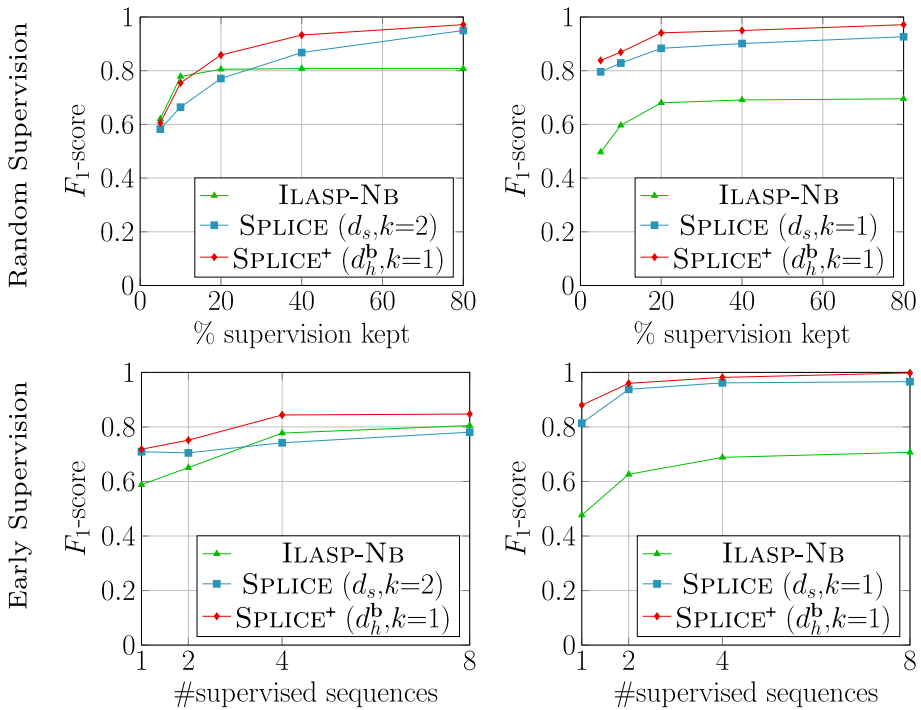 Random Supervision
F₁-score
1
0.8
0.6
0.4
0.2
0
0 20 40 60 80
% supervision kept
ILASP-NB
SPLICE (dₛ,k=2)
SPLICE⁺ (d_h^b,k=1)
F₁-score
1
0.8
0.6
0.4
0.2
0
0 20 40 60 80
% supervision kept
ILASP-NB
SPLICE (dₛ,k=1)
SPLICE⁺ (d_h^b,k=1)
Early Supervision
F₁-score
1
0.8
0.6
0.4
0.2
0
1 2 4 8
#supervised sequences
ILASP-NB
SPLICE (dₛ,k=2)
SPLICE⁺ (d_h^b,k=1)
F₁-score
1
0.8
0.6
0.4
0.2
0
1 2 4 8
#supervised sequences
ILASP-NB
SPLICE (dₛ,k=1)
SPLICE⁺ (d_h^b,k=1)